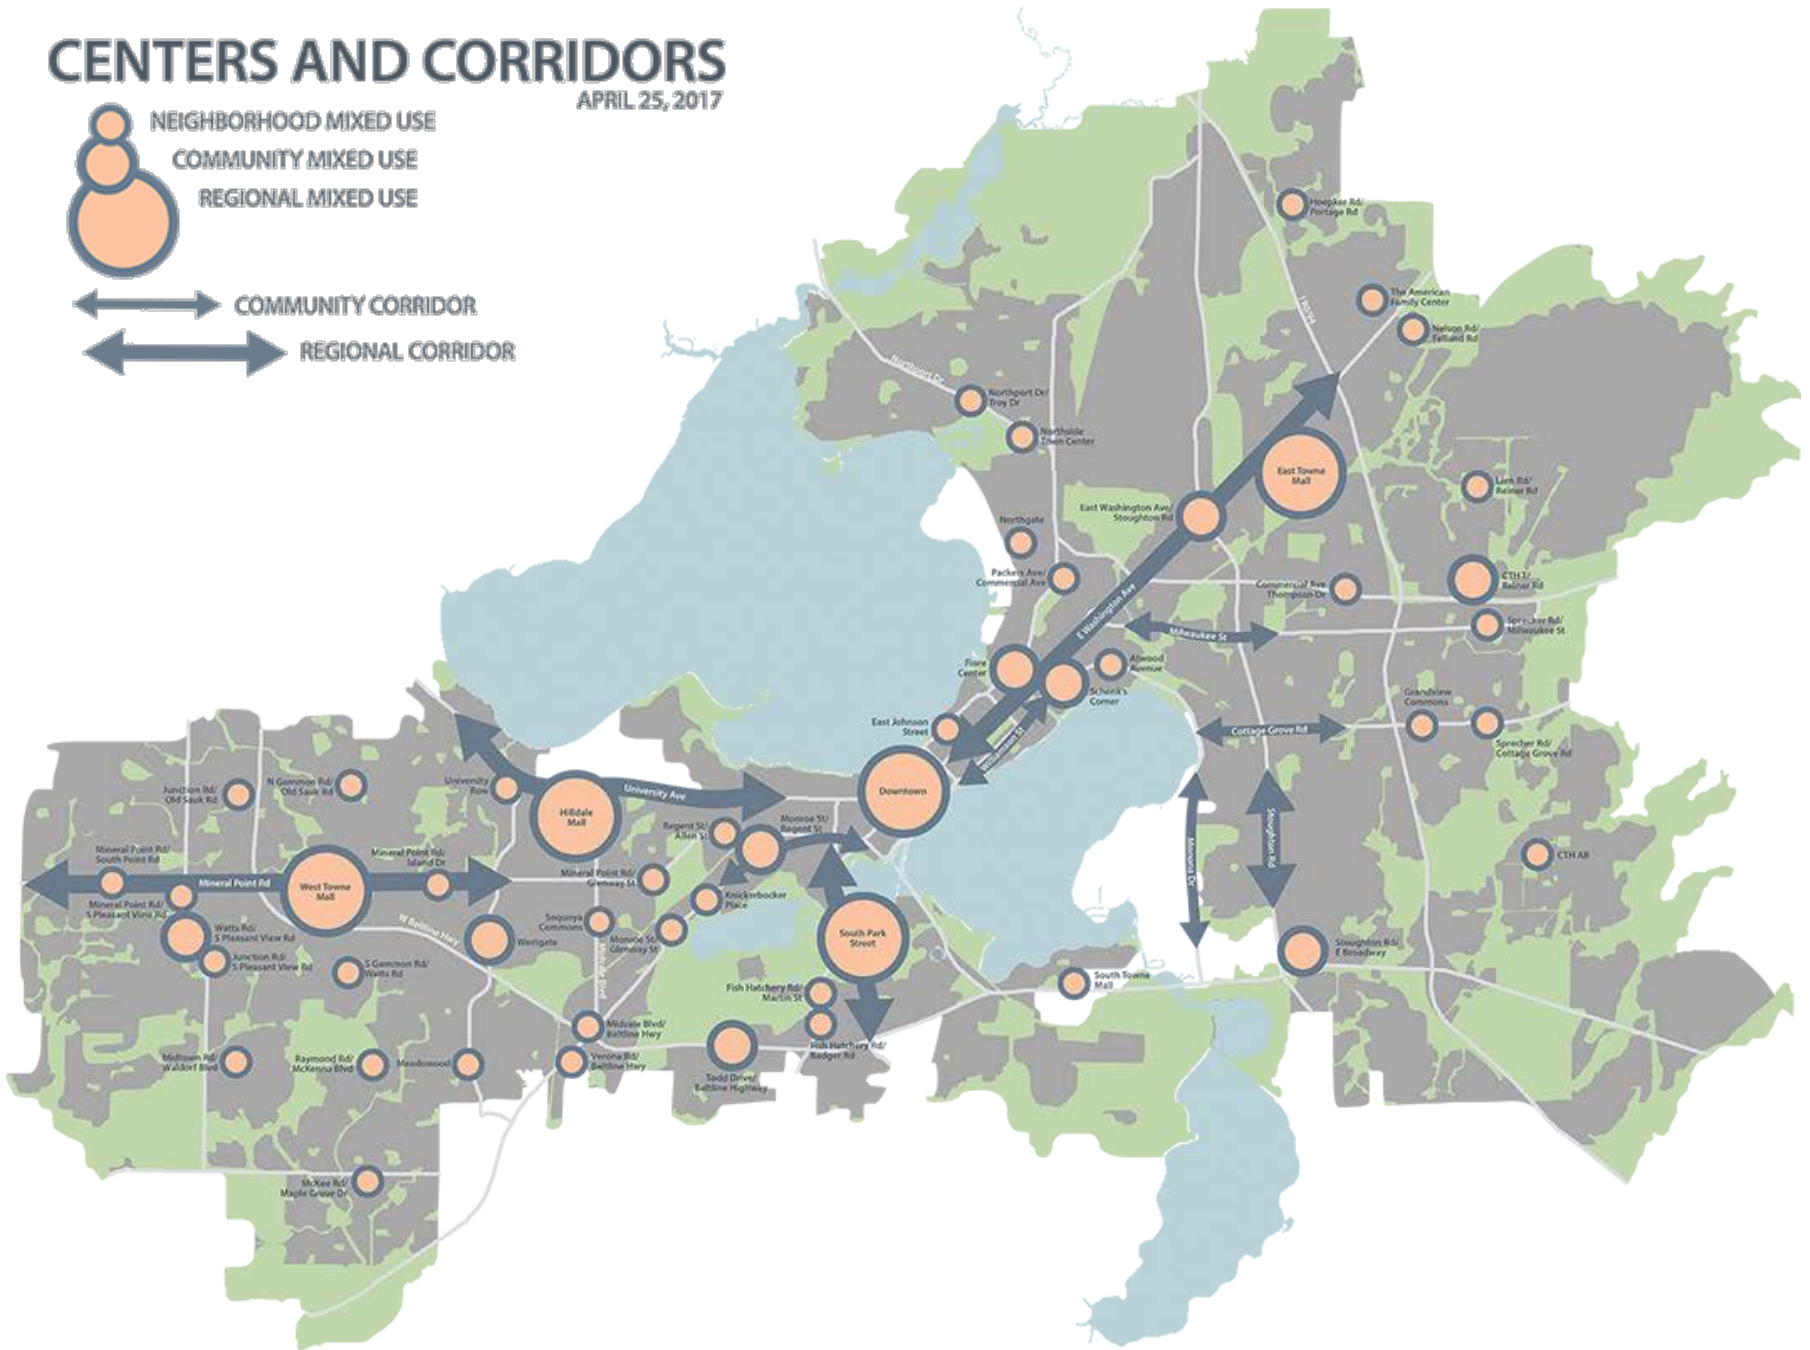 CENTERS AND CORRIDORS
APRIL 25, 2017
NEIGHBORHOOD MIXED USE
COMMUNITY MIXED USE
REGIONAL MIXED USE
COMMUNITY CORRIDOR
REGIONAL CORRIDOR
Hoepker Rd/
Portage Rd
The American
Family Center
Nelson Rd/
Felland Rd
I 90/94
Northport Dr
Northport Dr/
Troy Dr
Northside
Town Center
East Towne
Mall
Lien Rd/
Reiner Rd
East Washington Ave/
Stoughton Rd
Northgate
Packers Ave/
Commercial Ave
Commercial Ave
Thompson Dr
CTH T/
Reiner Rd
E Washington Ave
Milwaukee St
Sprecher Rd/
Milwaukee St
Fiore
Center
Atwood
Avenue
Schenk's
Corner
Grandview
Commons
East Johnson
Street
Williamson St
Cottage Grove Rd
Sprecher Rd/
Cottage Grove Rd
Junction Rd/
Old Sauk Rd
N Gammon Rd/
Old Sauk Rd
University
Row
Hilldale
Mall
University Ave
Downtown
Regent St/
Allen St
Monroe St/
Regent St
Monona Dr
Stoughton Rd
CTH AB
Mineral Point Rd/
South Point Rd
Mineral Point Rd
West Towne
Mall
Mineral Point Rd/
Island Dr
Mineral Point Rd/
Glenway St
Mineral Point Rd/
S Pleasant View Rd
Knickerbocker
Place
Sequoya
Commons
Monroe St/
Glenway St
South Park
Street
Watts Rd/
S Pleasant View Rd
W Beltline Hwy
Westgate
Midvale Blvd
Stoughton Rd/
E Broadway
Junction Rd/
S Pleasant View Rd
S Gammon Rd/
Watts Rd
South Towne
Mall
Fish Hatchery Rd/
Martin St
Midvale Blvd/
Beltline Hwy
Fish Hatchery Rd/
Badger Rd
Midtown Rd/
Waldorf Blvd
Raymond Rd/
McKenna Blvd
Meadowood
Verona Rd/
Beltline Hwy
Todd Drive/
Beltline Highway
McKee Rd/
Maple Grove Dr